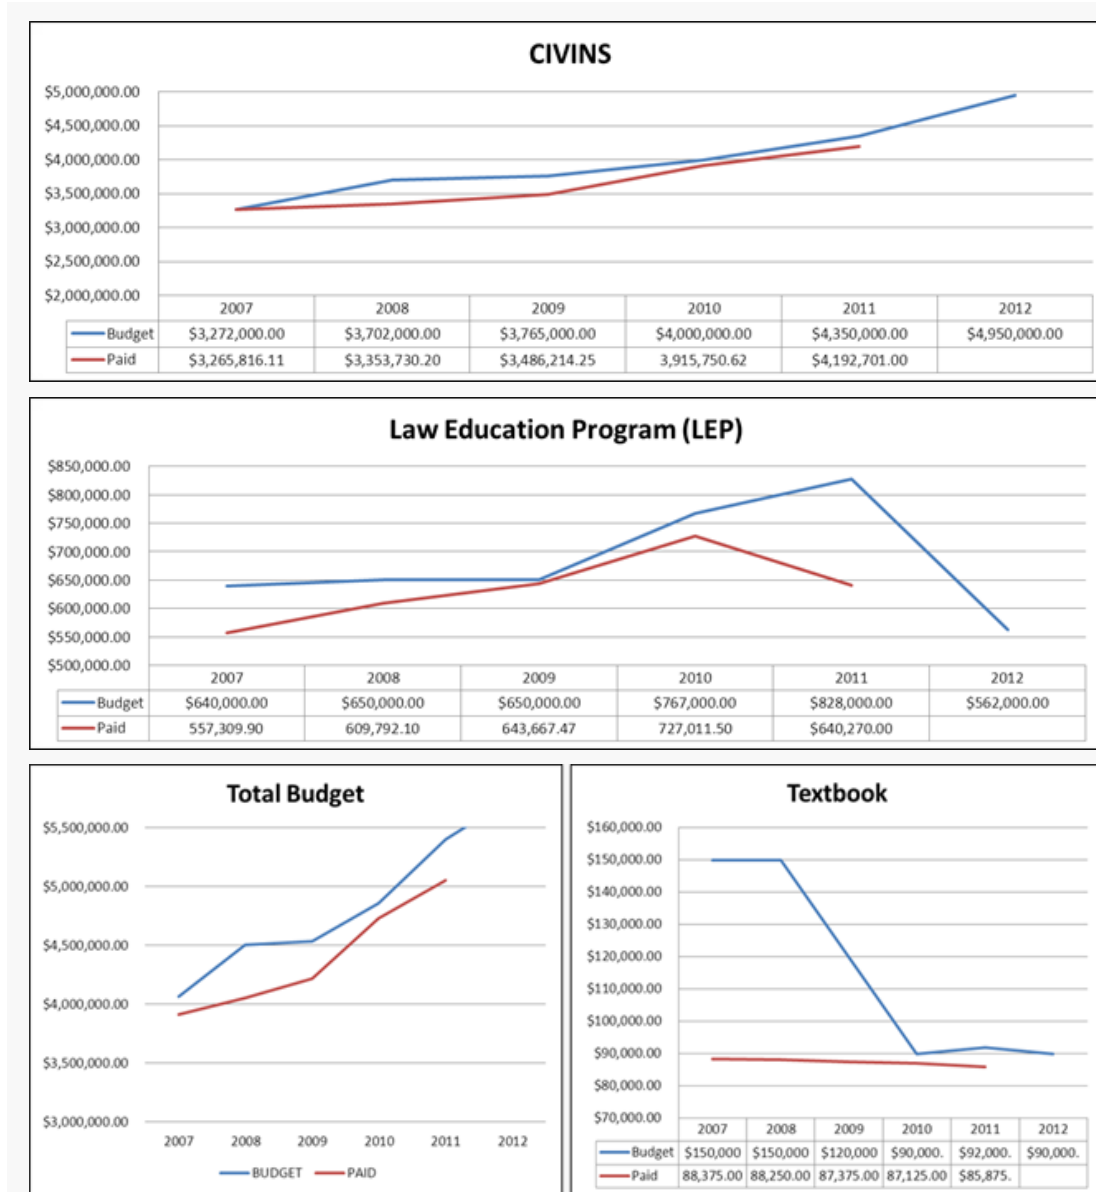 CIVINS
$5,000,000.00
$4,500,000.00
$4,000,000.00
$3,500,000.00
$3,000,000.00
$2,500,000.00
$2,000,000.00
2007 2008 2009 2010 2011 2012
Budget $3,272,000.00 $3,702,000.00 $3,765,000.00 $4,000,000.00 $4,350,000.00 $4,950,000.00
Paid $3,265,816.11 $3,353,730.20 $3,486,214.25 3,915,750.62 $4,192,701.00
Law Education Program (LEP)
$850,000.00
$800,000.00
$750,000.00
$700,000.00
$650,000.00
$600,000.00
$550,000.00
$500,000.00
2007 2008 2009 2010 2011 2012
Budget $640,000.00 $650,000.00 $650,000.00 $767,000.00 $828,000.00 $562,000.00
Paid 557,309.90 609,792.10 643,667.47 727,011.50 $640,270.00
Total Budget
$5,500,000.00
$5,000,000.00
$4,500,000.00
$4,000,000.00
$3,500,000.00
$3,000,000.00
2007 2008 2009 2010 2011 2012
BUDGET PAID
Textbook
$160,000.00
$150,000.00
$140,000.00
$130,000.00
$120,000.00
$110,000.00
$100,000.00
$90,000.00
$80,000.00
$70,000.00
2007 2008 2009 2010 2011 2012
Budget $150,000 $150,000 $120,000 $90,000. $92,000. $90,000.
Paid 88,375.00 88,250.00 87,375.00 87,125.00 $85,875.